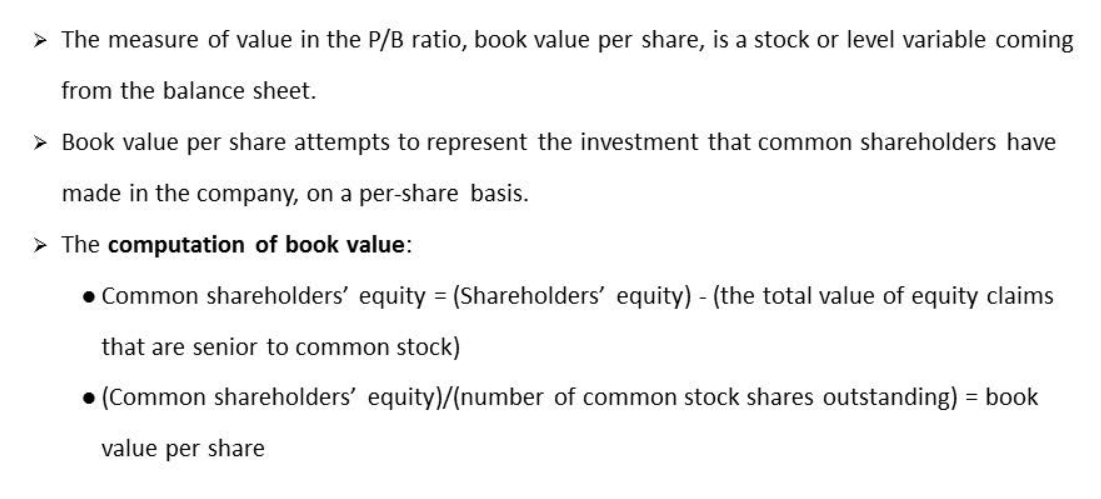 ➢ The measure of value in the P/B ratio, book value per share, is a stock or level variable coming
from the balance sheet.
➢ Book value per share attempts to represent the investment that common shareholders have
made in the company, on a per-share basis.
➢ The computation of book value:
● Common shareholders’ equity = (Shareholders’ equity) - (the total value of equity claims
that are senior to common stock)
● (Common shareholders’ equity)/(number of common stock shares outstanding) = book
value per share